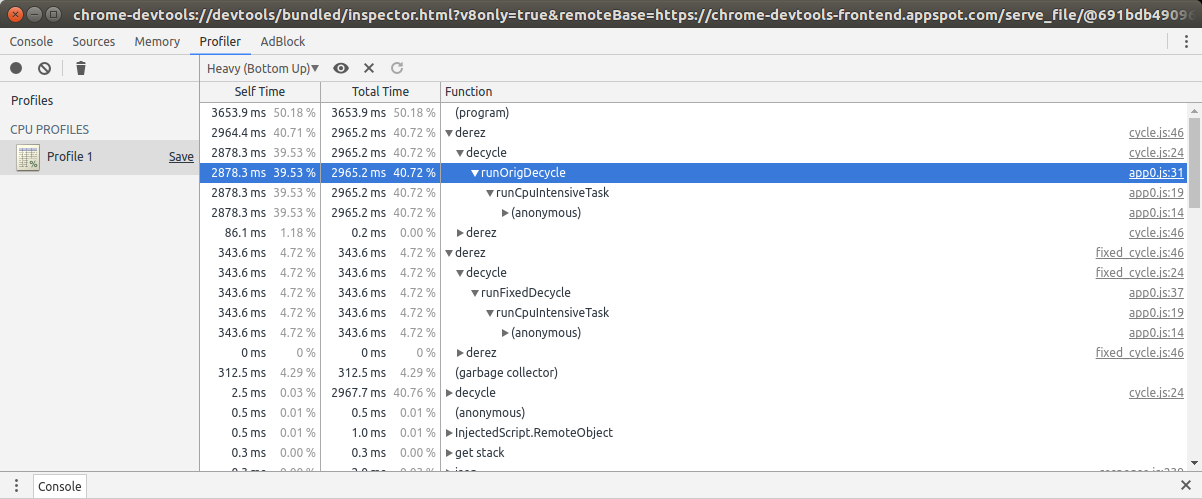 chrome-devtools://devtools/bundled/inspector.html?v8only=true&remoteBase=https://chrome-devtools-frontend.appspot.com/serve_file/@691bdb4909
Console Sources Memory Profiler AdBlock
Heavy (Bottom Up)▼
Profiles
CPU PROFILES
Profile 1 Save
Self Time Total Time Function
3653.9 ms 50.18 % 3653.9 ms 50.18 % (program)
2964.4 ms 40.71 % 2965.2 ms 40.72 % ▼derez cycle.js:46
2878.3 ms 39.53 % 2965.2 ms 40.72 % ▼decycle cycle.js:24
2878.3 ms 39.53 % 2965.2 ms 40.72 % ▼runOrigDecycle app0.js:31
2878.3 ms 39.53 % 2965.2 ms 40.72 % ▼runCpuIntensiveTask app0.js:19
2878.3 ms 39.53 % 2965.2 ms 40.72 % ▶(anonymous) app0.js:14
86.1 ms 1.18 % 0.2 ms 0.00 % ▶derez cycle.js:46
343.6 ms 4.72 % 343.6 ms 4.72 % ▼derez fixed_cycle.js:46
343.6 ms 4.72 % 343.6 ms 4.72 % ▼decycle fixed_cycle.js:24
343.6 ms 4.72 % 343.6 ms 4.72 % ▼runFixedDecycle app0.js:37
343.6 ms 4.72 % 343.6 ms 4.72 % ▼runCpuIntensiveTask app0.js:19
343.6 ms 4.72 % 343.6 ms 4.72 % ▶(anonymous) app0.js:14
0 ms 0 % 0 ms 0 % ▶derez fixed_cycle.js:46
312.5 ms 4.29 % 312.5 ms 4.29 % (garbage collector)
2.5 ms 0.03 % 2967.7 ms 40.76 % ▶decycle cycle.js:24
0.5 ms 0.01 % 0.5 ms 0.01 % (anonymous)
0.5 ms 0.01 % 1.0 ms 0.01 % ▶InjectedScript.RemoteObject
0.3 ms 0.00 % 0.3 ms 0.00 % ▶get stack
Console